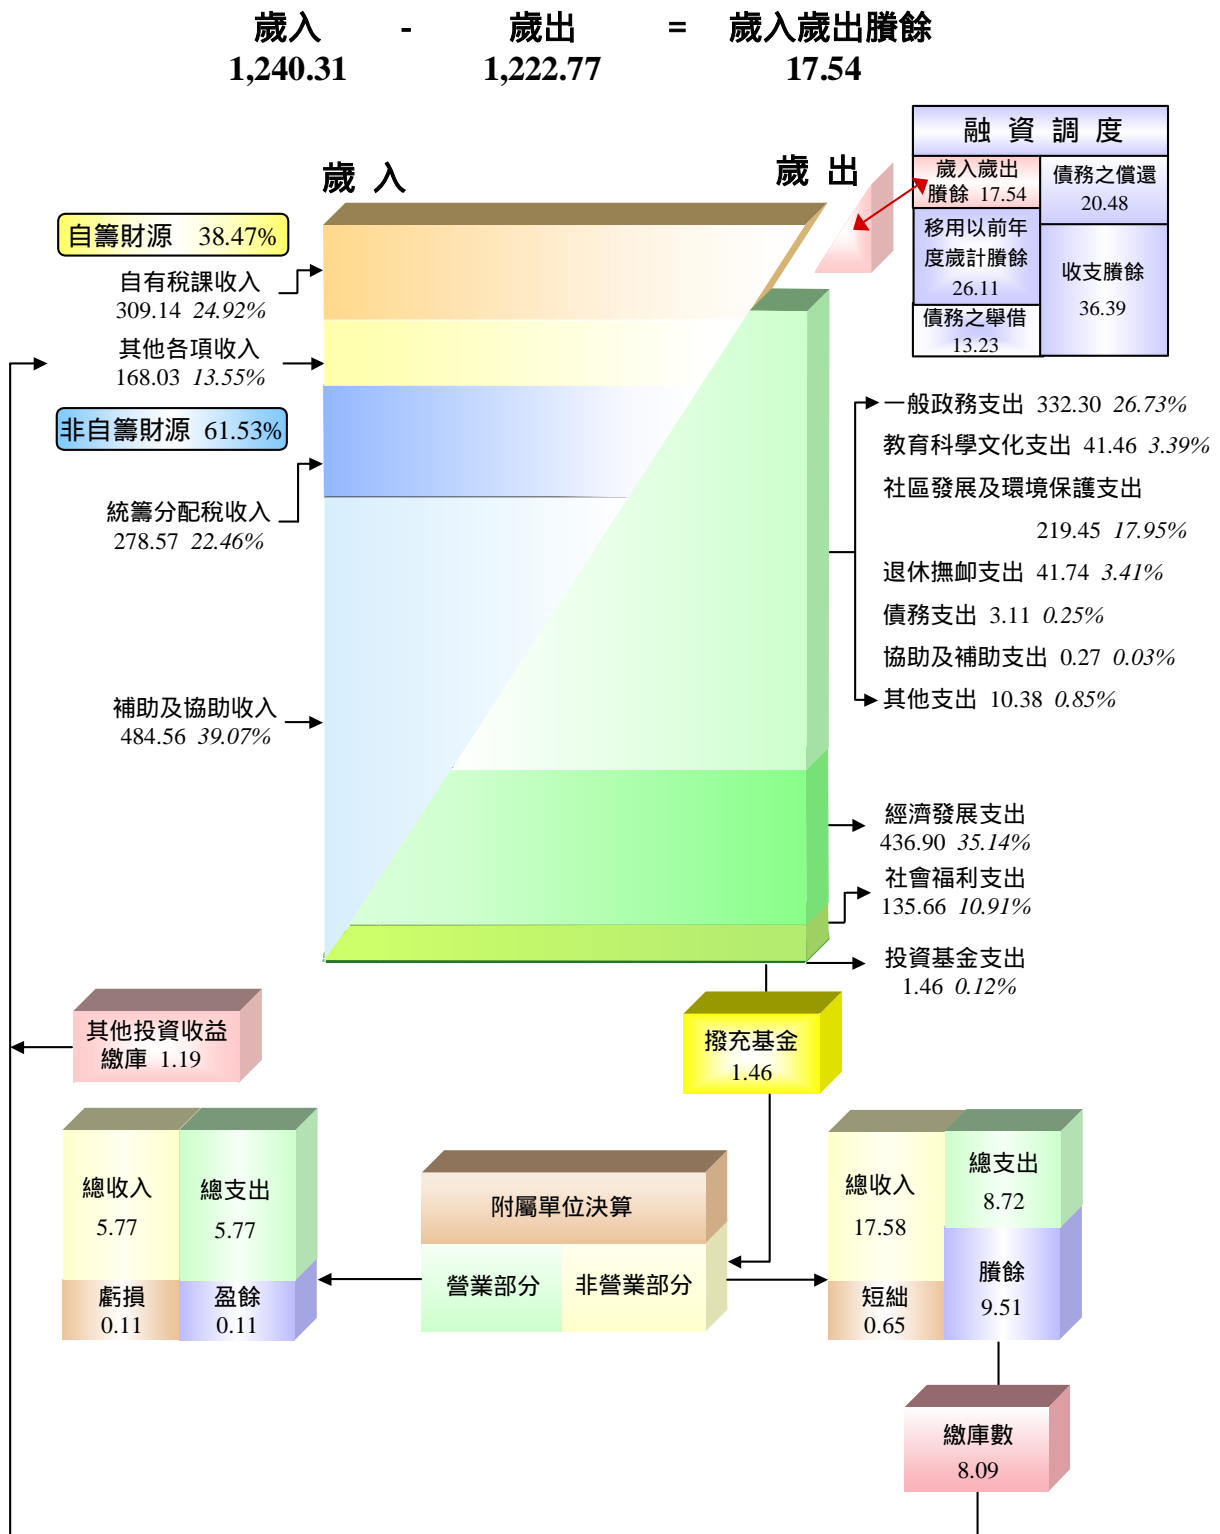 歲入 - 歲出 = 歲入歲出賸餘
1,240.31 1,222.77 17.54
融資調度
歲入歲出
賸餘 17.54
債務之償還
20.48
移用以前年
度歲計賸餘
26.11
收支賸餘
36.39
債務之舉借
13.23
歲入
歲出
自籌財源 38.47%
自有稅課收入
309.14 24.92%
其他各項收入
168.03 13.55%
非自籌財源 61.53%
統籌分配稅收入
278.57 22.46%
補助及協助收入
484.56 39.07%
一般政務支出 332.30 26.73%
教育科學文化支出 41.46 3.39%
社區發展及環境保護支出
219.45 17.95%
退休撫卹支出 41.74 3.41%
債務支出 3.11 0.25%
協助及補助支出 0.27 0.03%
其他支出 10.38 0.85%
經濟發展支出
436.90 35.14%
社會福利支出
135.66 10.91%
投資基金支出
1.46 0.12%
其他投資收益
繳庫 1.19
撥充基金
1.46
總收入
5.77
總支出
5.77
虧損
0.11
盈餘
0.11
附屬單位決算
營業部分
非營業部分
總收入
17.58
總支出
8.72
短絀
0.65
賸餘
9.51
繳庫數
8.09